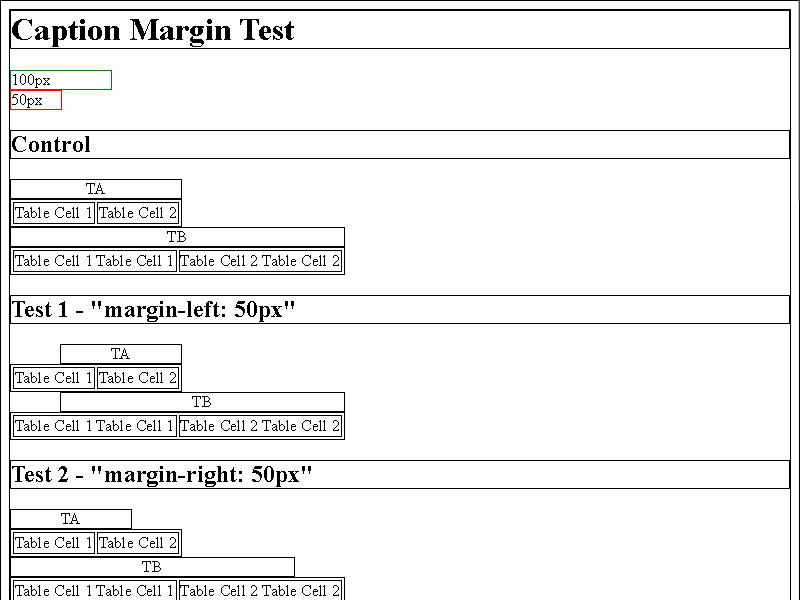 Caption Margin Test
100px
50px
Control
TA
Table Cell 1 Table Cell 2
TB
Table Cell 1 Table Cell 1 Table Cell 2 Table Cell 2
Test 1 - "margin-left: 50px"
TA
Table Cell 1 Table Cell 2
TB
Table Cell 1 Table Cell 1 Table Cell 2 Table Cell 2
Test 2 - "margin-right: 50px"
TA
Table Cell 1 Table Cell 2
TB
Table Cell 1 Table Cell 1 Table Cell 2 Table Cell 2